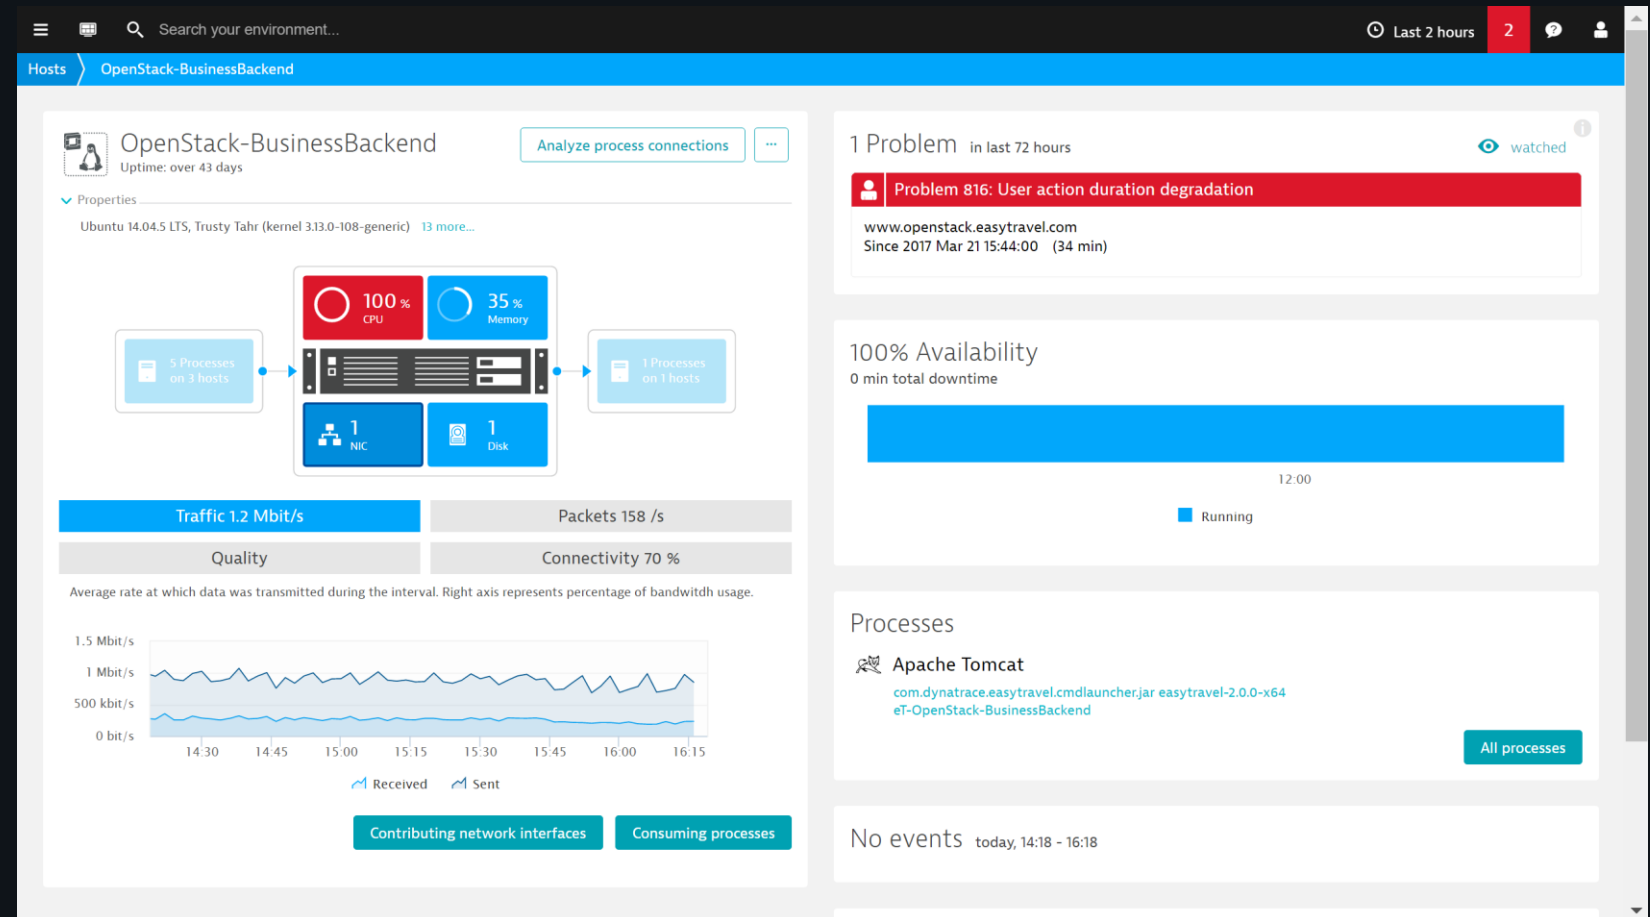 Search your environment...
Last 2 hours
2
Hosts
OpenStack-BusinessBackend
OpenStack-BusinessBackend
Uptime: over 43 days
Analyze process connections
...
Properties
Ubuntu 14.04.5 LTS, Trusty Tahr (kernel 3.13.0-108-generic) 13 more...
100 %
CPU
35 %
Memory
5 Processes
on 3 hosts
1 Processes
on 1 hosts
1
NIC
1
Disk
Traffic 1.2 Mbit/s
Packets 158 /s
Quality
Connectivity 70 %
Average rate at which data was transmitted during the interval. Right axis represents percentage of bandwitdh usage.
1.5 Mbit/s
1 Mbit/s
500 kbit/s
0 bit/s
14:30 14:45 15:00 15:15 15:30 15:45 16:00 16:15
Received Sent
Contributing network interfaces
Consuming processes
1 Problem in last 72 hours
watched
Problem 816: User action duration degradation
www.openstack.easytravel.com
Since 2017 Mar 21 15:44:00 (34 min)
100% Availability
0 min total downtime
12:00
Running
Processes
Apache Tomcat
com.dynatrace.easytravel.cmdlauncher.jar easytravel-2.0.0-x64
eT-OpenStack-BusinessBackend
All processes
No events today, 14:18 - 16:18